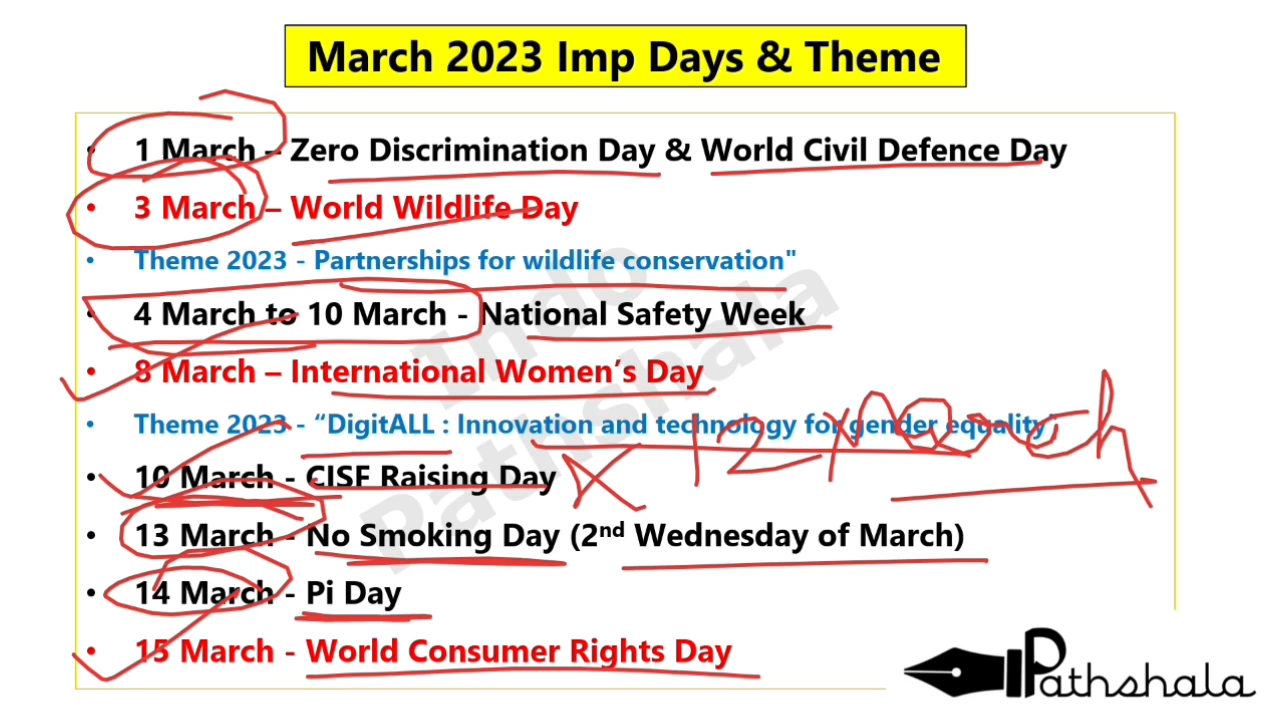 March 2023 Imp Days & Theme
• 1 March – Zero Discrimination Day & World Civil Defence Day
• 3 March – World Wildlife Day
• Theme 2023 - Partnerships for wildlife conservation"
• 4 March to 10 March - National Safety Week
• 8 March – International Women's Day
• Theme 2023 - “DigitALL : Innovation and technology for gender equality”
• 10 March - CISF Raising Day
12 March
• 13 March - No Smoking Day (2nd Wednesday of March)
• 14 March - Pi Day
• 15 March - World Consumer Rights Day
Indo
Pathshala
Pathshala